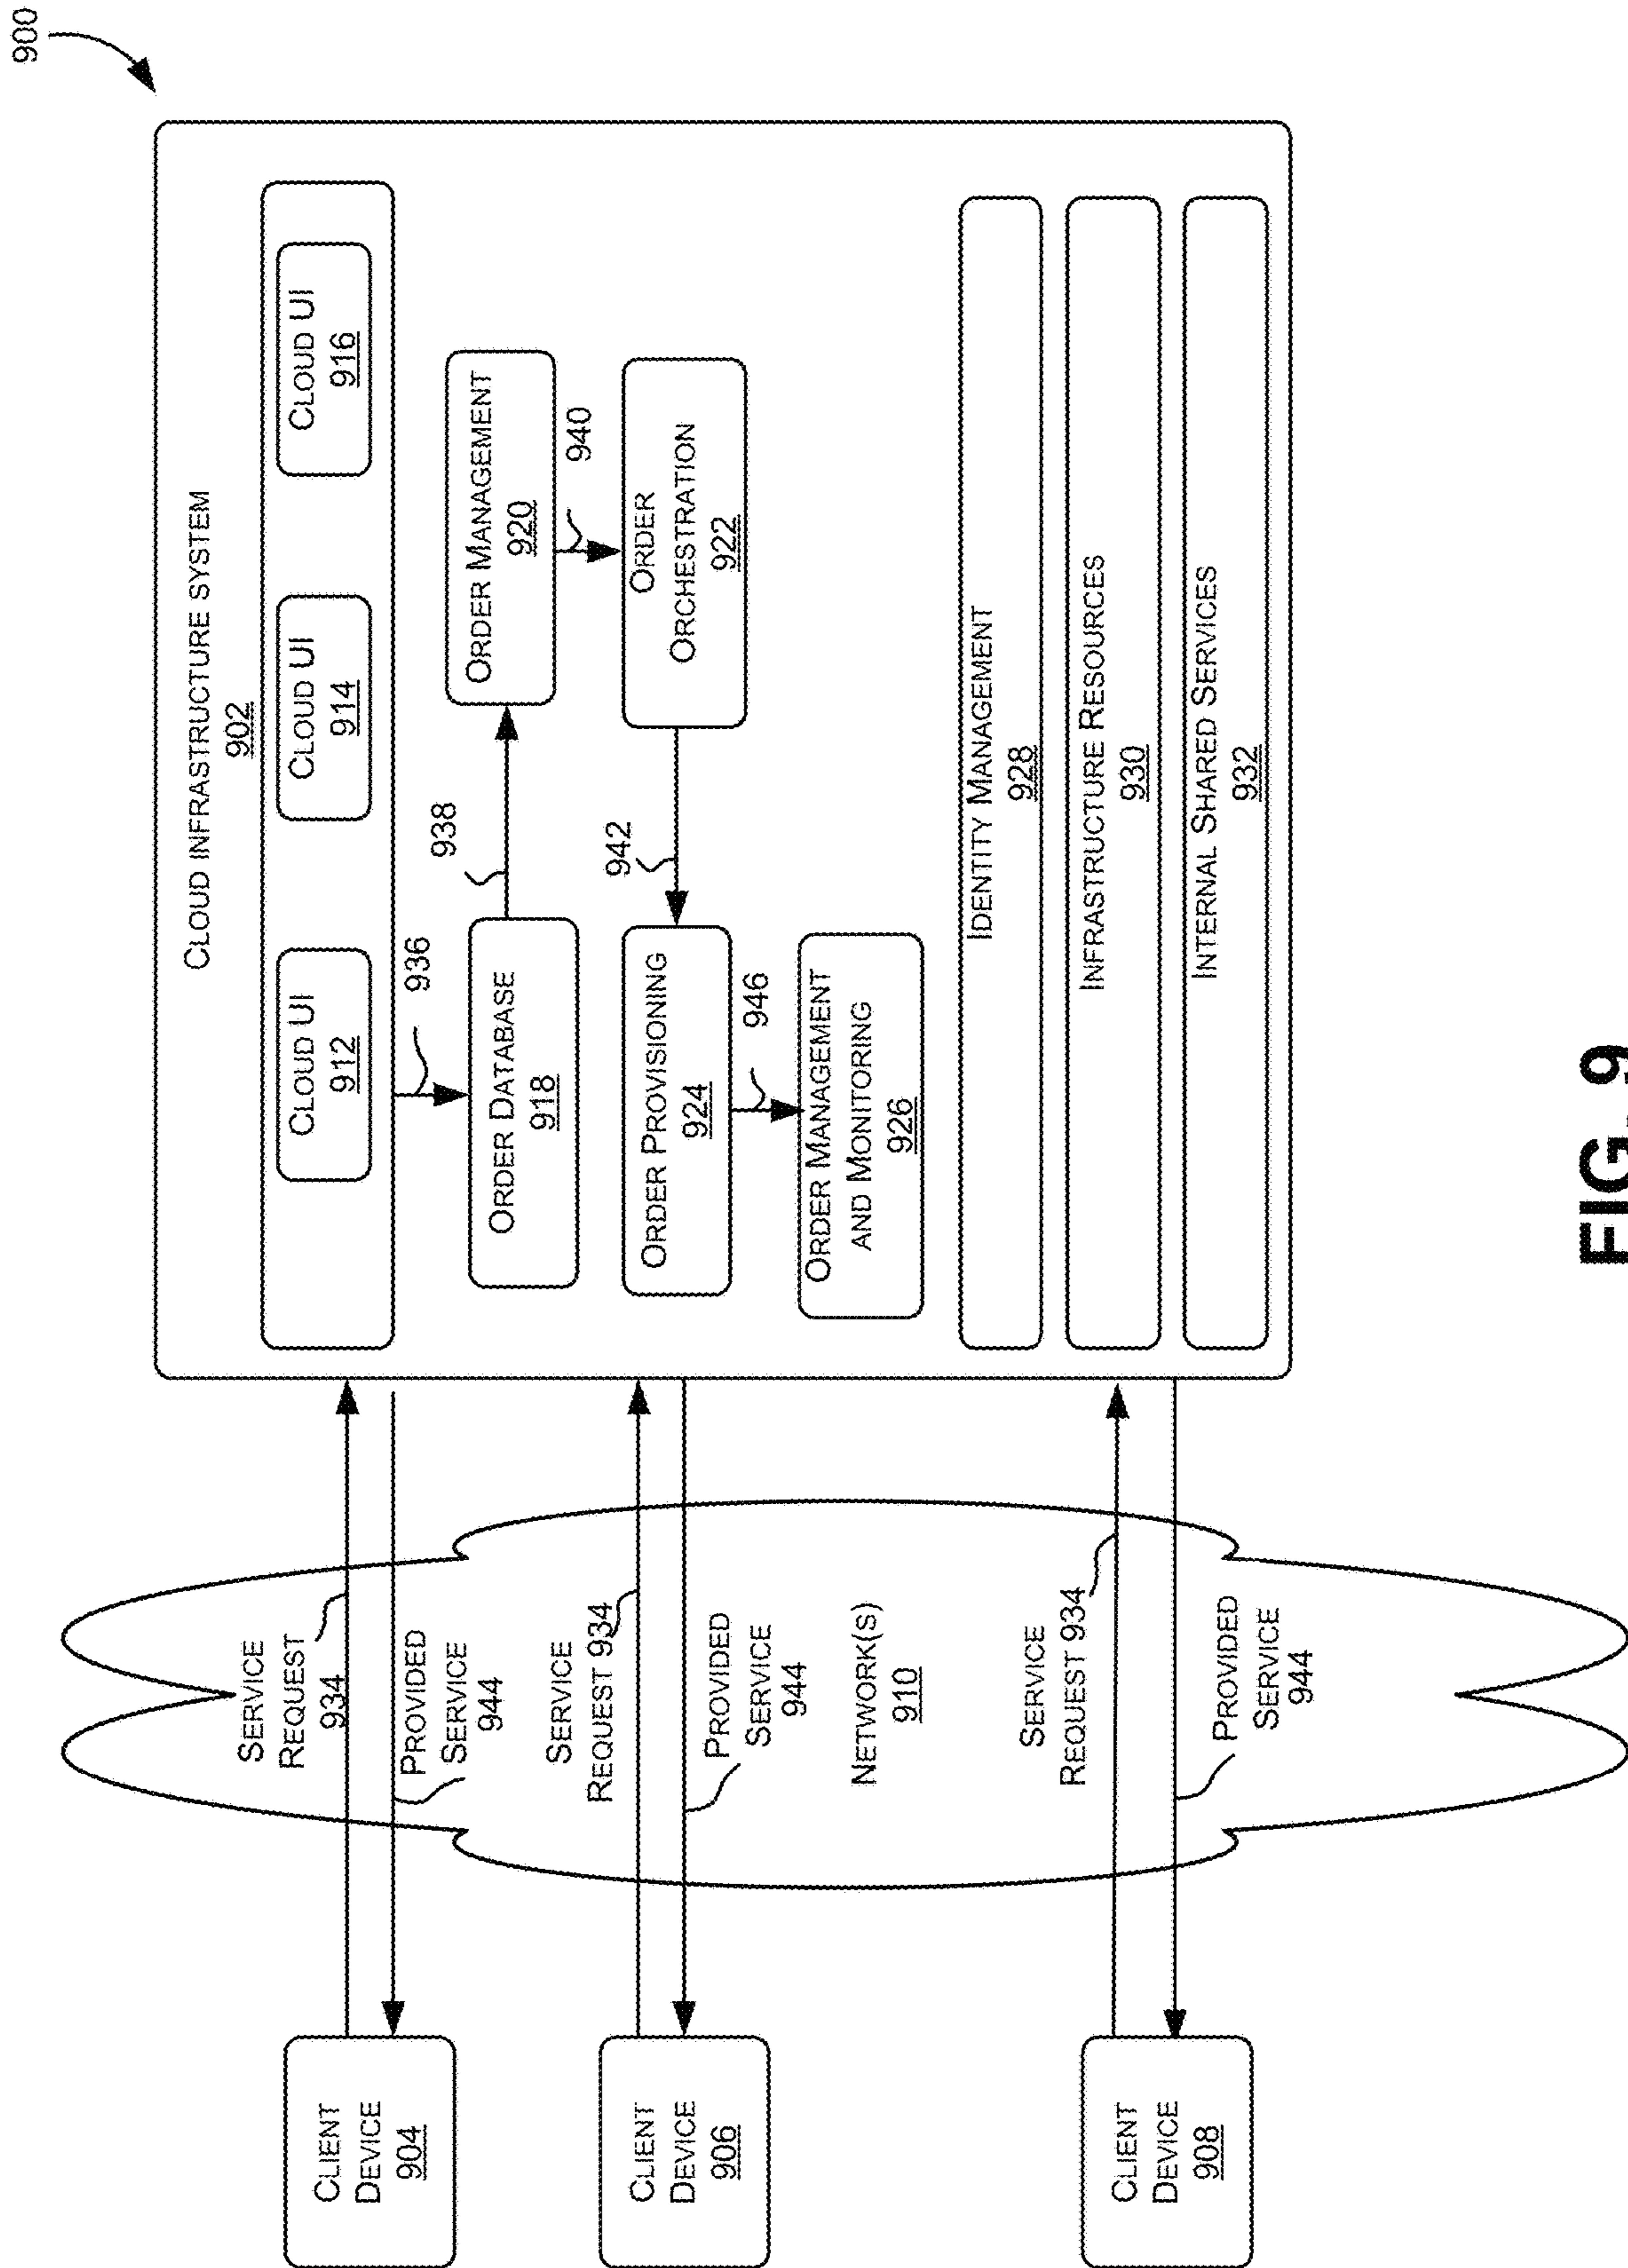 900
CLOUD INFRASTRUCTURE SYSTEM
902
CLOUD UI
912
CLOUD UI
914
CLOUD UI
916
936
ORDER DATABASE
918
938
ORDER MANAGEMENT
920
940
ORDER
ORCHESTRATION
922
942
ORDER PROVISIONING
924
946
ORDER MANAGEMENT
AND MONITORING
926
IDENTITY MANAGEMENT
928
INFRASTRUCTURE RESOURCES
930
INTERNAL SHARED SERVICES
932
CLIENT
DEVICE
904
SERVICE
REQUEST
934
PROVIDED
SERVICE
944
CLIENT
DEVICE
906
SERVICE
REQUEST 934
PROVIDED
SERVICE
944
NETWORK(S)
910
CLIENT
DEVICE
908
SERVICE
REQUEST 934
PROVIDED
SERVICE
944
FIG. 9